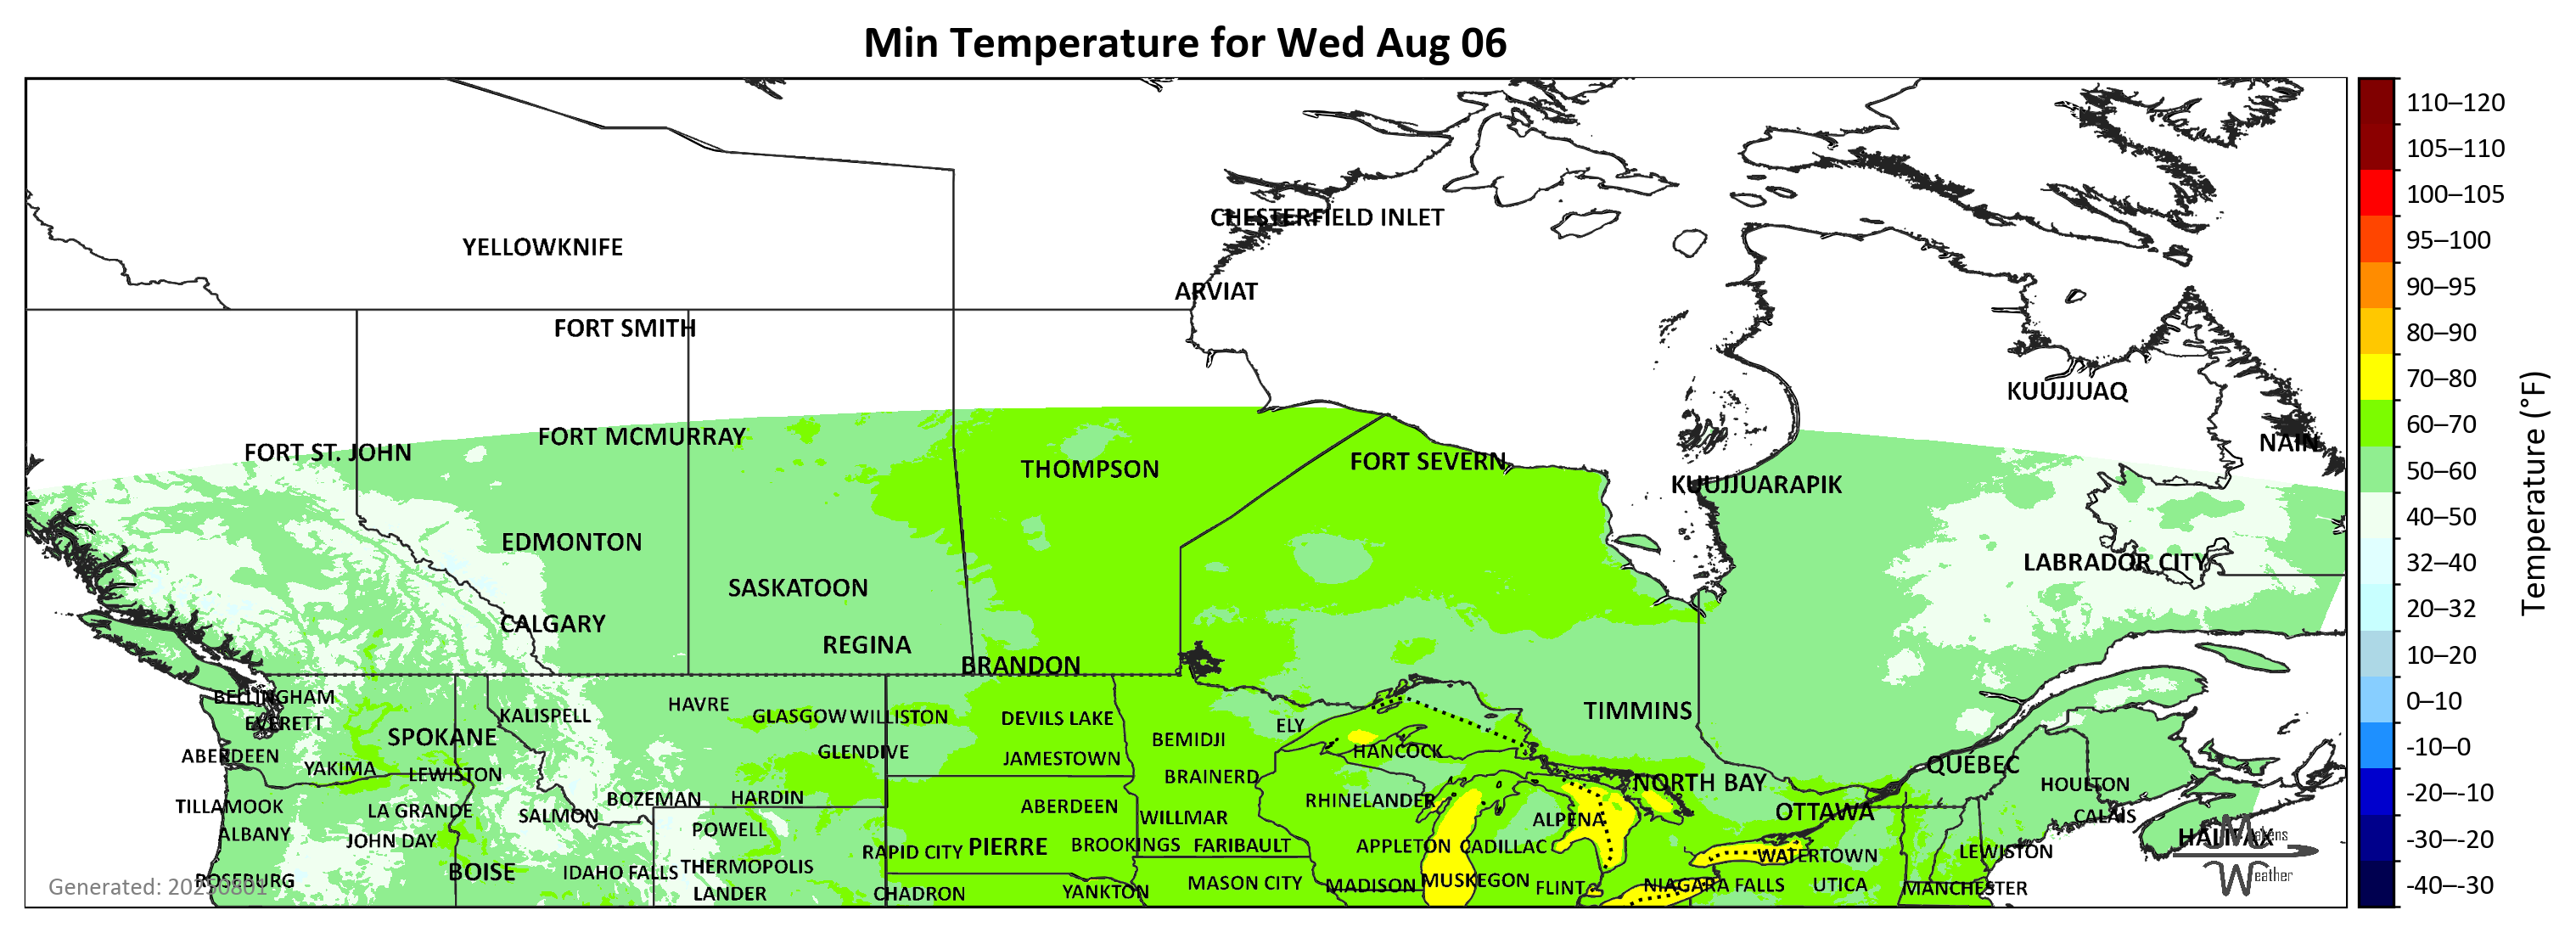 Min Temperature for Wed Aug 06
110–120
105–110
100–105
95–100
90–95
80–90
70–80
60–70
50–60
40–50
32–40
20–32
10–20
0–10
-10–0
-20–-10
-30–-20
-40–-30
Temperature (°F)
CHESTERFIELD INLET
YELLOWKNIFE
ARVIAT
FORT SMITH
KUUJJUAQ
FORT MCMURRAY
NAIN
FORT ST. JOHN
FORT SEVERN
THOMPSON
KUUJJUARAPIK
EDMONTON
LABRADOR CITY
SASKATOON
CALGARY
REGINA
BRANDON
BELLINGHAM
HAVRE
TIMMINS
KALISPELL
GLASGOW
WILLISTON
DEVILS LAKE
EVERETT
ELY
SPOKANE
BEMIDJI
HANCOCK
GLENDIVE
ABERDEEN
JAMESTOWN
QUÉBEC
YAKIMA
LEWISTON
BRAINERD
NORTH BAY
HOULTON
BOZEMAN
HARDIN
RHINELANDER
TILLAMOOK
ABERDEEN
LA GRANDE
OTTAWA
SALMON
CALAIS
WILLMAR
ALPENA
POWELL
ALBANY
HALIFAX
JOHN DAY
PIERRE
BROOKINGS
FARIBAULT
APPLETON
CADILLAC
RAPID CITY
LEWISTON
WATERTOWN
THERMOPOLIS
BOISE
IDAHO FALLS
ROSEBURG
MUSKEGON
MASON CITY
MADISON
NIAGARA FALLS
UTICA
FLINT
MANCHESTER
YANKTON
LANDER
CHADRON
Generated: 20250801
Makens
Weather